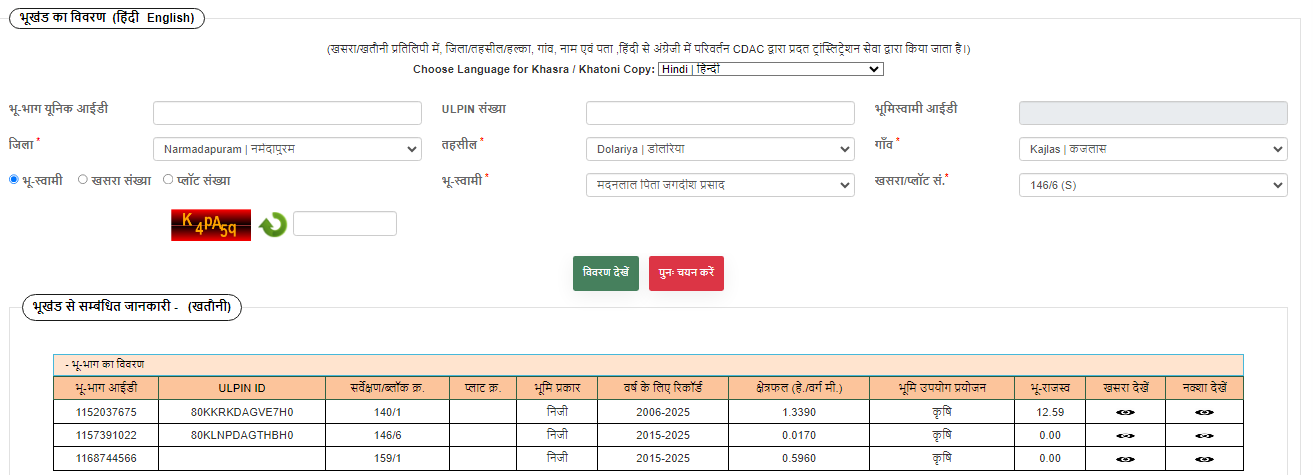 भूखंड का विवरण (हिंदी English)
(खसरा/खतौनी प्रतिलिपी में, जिला/तहसील/हल्का, गांव, नाम एवं पता ,हिंदी से अंग्रेजी में परिवर्तन CDAC द्वारा प्रदत ट्रांस्लिट्रेशन सेवा द्वारा किया जाता है।)
Choose Language for Khasra / Khatoni Copy: Hindi | हिन्दी
भू-भाग यूनिक आईडी ULPIN संख्या भूमिस्वामी आईडी
जिला * Narmadapuram | नर्मदापुरम तहसील * Dolariya | डोलरिया गाँव * Kajlas | कजलास
भू-स्वामी खसरा संख्या प्लॉट संख्या भू-स्वामी * मदनलाल पिता जगदीश प्रसाद खसरा/प्लॉट सं.* 146/6 (S)
K4pA5q
विवरण देखें पुनः चयन करें
भूखंड से सम्बंधित जानकारी - (खतौनी)
- भू-भाग का विवरण
भू-भाग आईडी ULPIN ID सर्वेक्षण/ब्लॉक क्र. प्लाट क्र. भूमि प्रकार वर्ष के लिए रिकॉर्ड क्षेत्रफल (हे./वर्ग मी.) भूमि उपयोग प्रयोजन भू-राजस्व खसरा देखें नक्शा देखें
1152037675 80KKRKDAGVE7H0 140/1 निजी 2006-2025 1.3390 कृषि 12.59
1157391022 80KLNPDAGTHBH0 146/6 निजी 2015-2025 0.0170 कृषि 0.00
1168744566 159/1 निजी 2015-2025 0.5960 कृषि 0.00